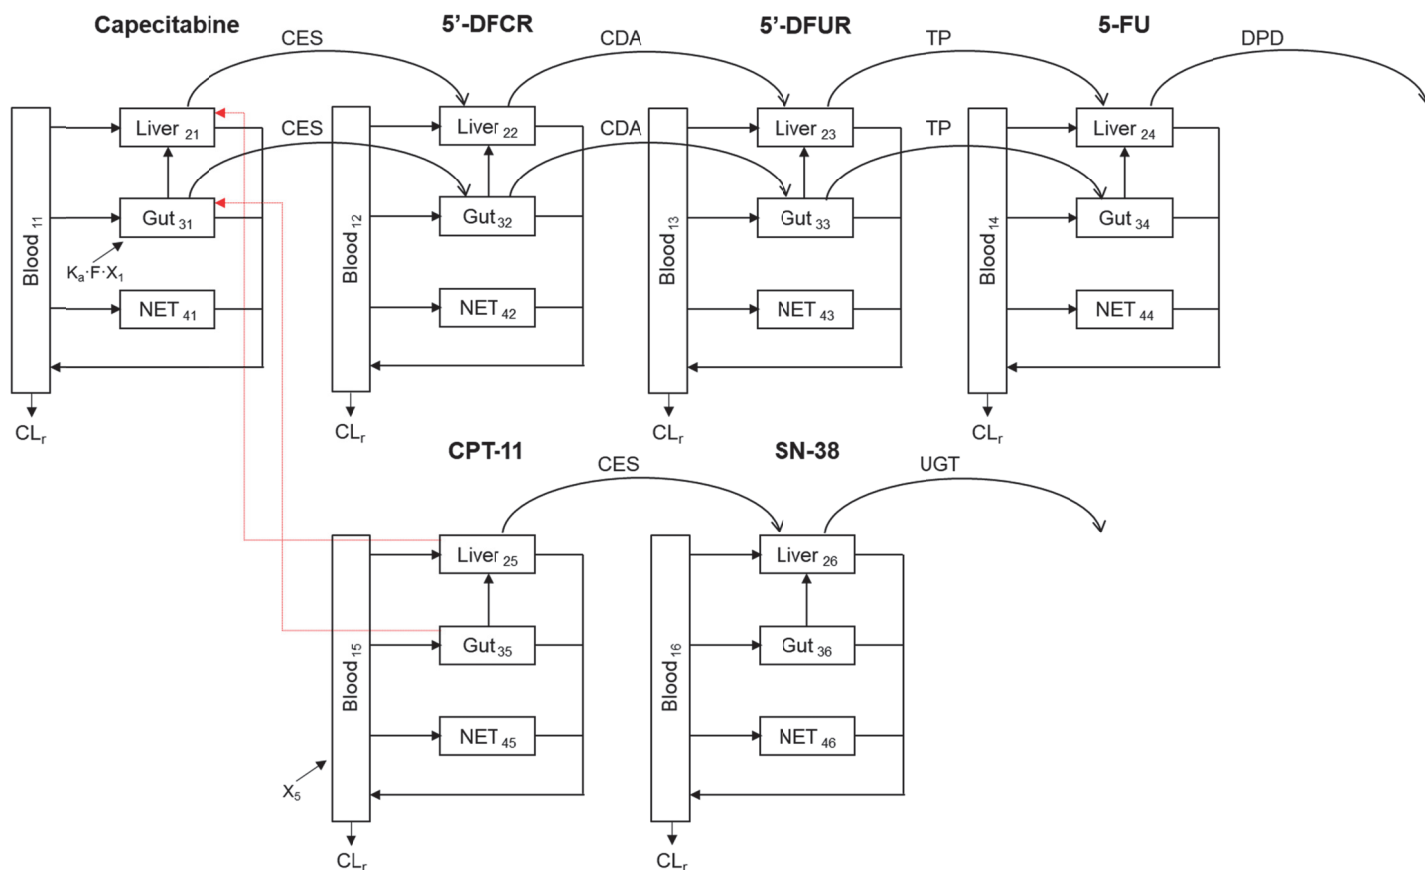 Capecitabine 5’-DFCR 5’-DFUR 5-FU
CES CDA TP DPD
Liver 21 Liver 22 Liver 23 Liver 24
CES CDA TP
Blood 11 Blood 12 Blood 13 Blood 14
Gut 31 Gut 32 Gut 33 Gut 34
Ka·F·X1
NET 41 NET 42 NET 43 NET 44
CLr CLr CLr CLr
CPT-11 SN-38
CES UGT
Liver 25 Liver 26
Blood 15 Blood 16
Gut 35 Gut 36
NET 45 NET 46
X5
CLr CLr